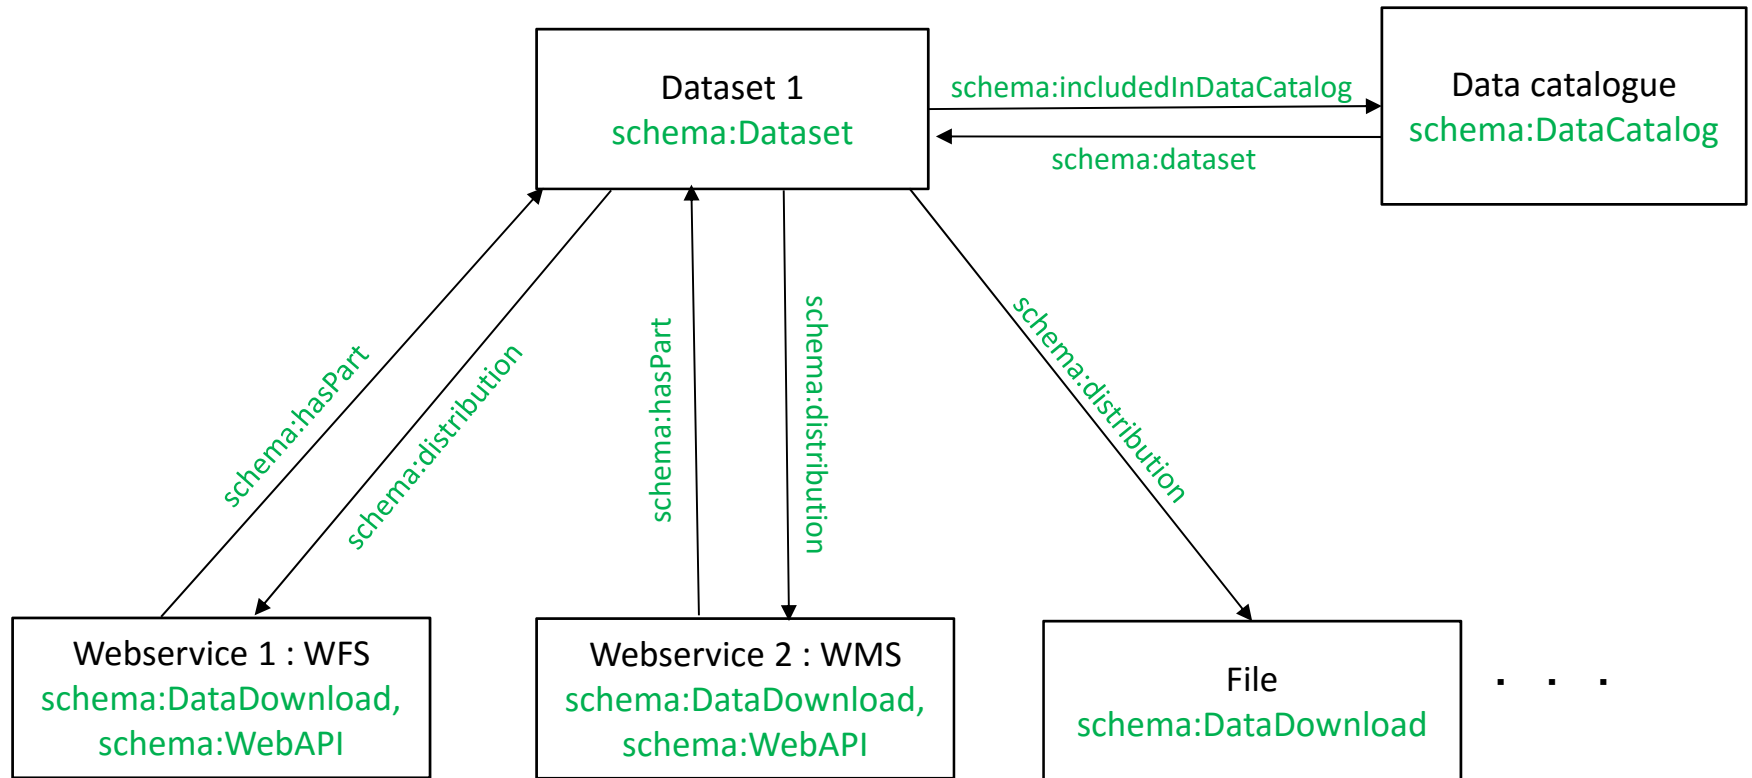 Dataset 1
schema:Dataset
schema:includedInDataCatalog
schema:dataset
Data catalogue
schema:DataCatalog
schema:hasPart
schema:distribution
schema:hasPart
schema:distribution
schema:distribution
Webservice 1 : WFS
schema:DataDownload,
schema:WebAPI
Webservice 2 : WMS
schema:DataDownload,
schema:WebAPI
File
schema:DataDownload
. . .